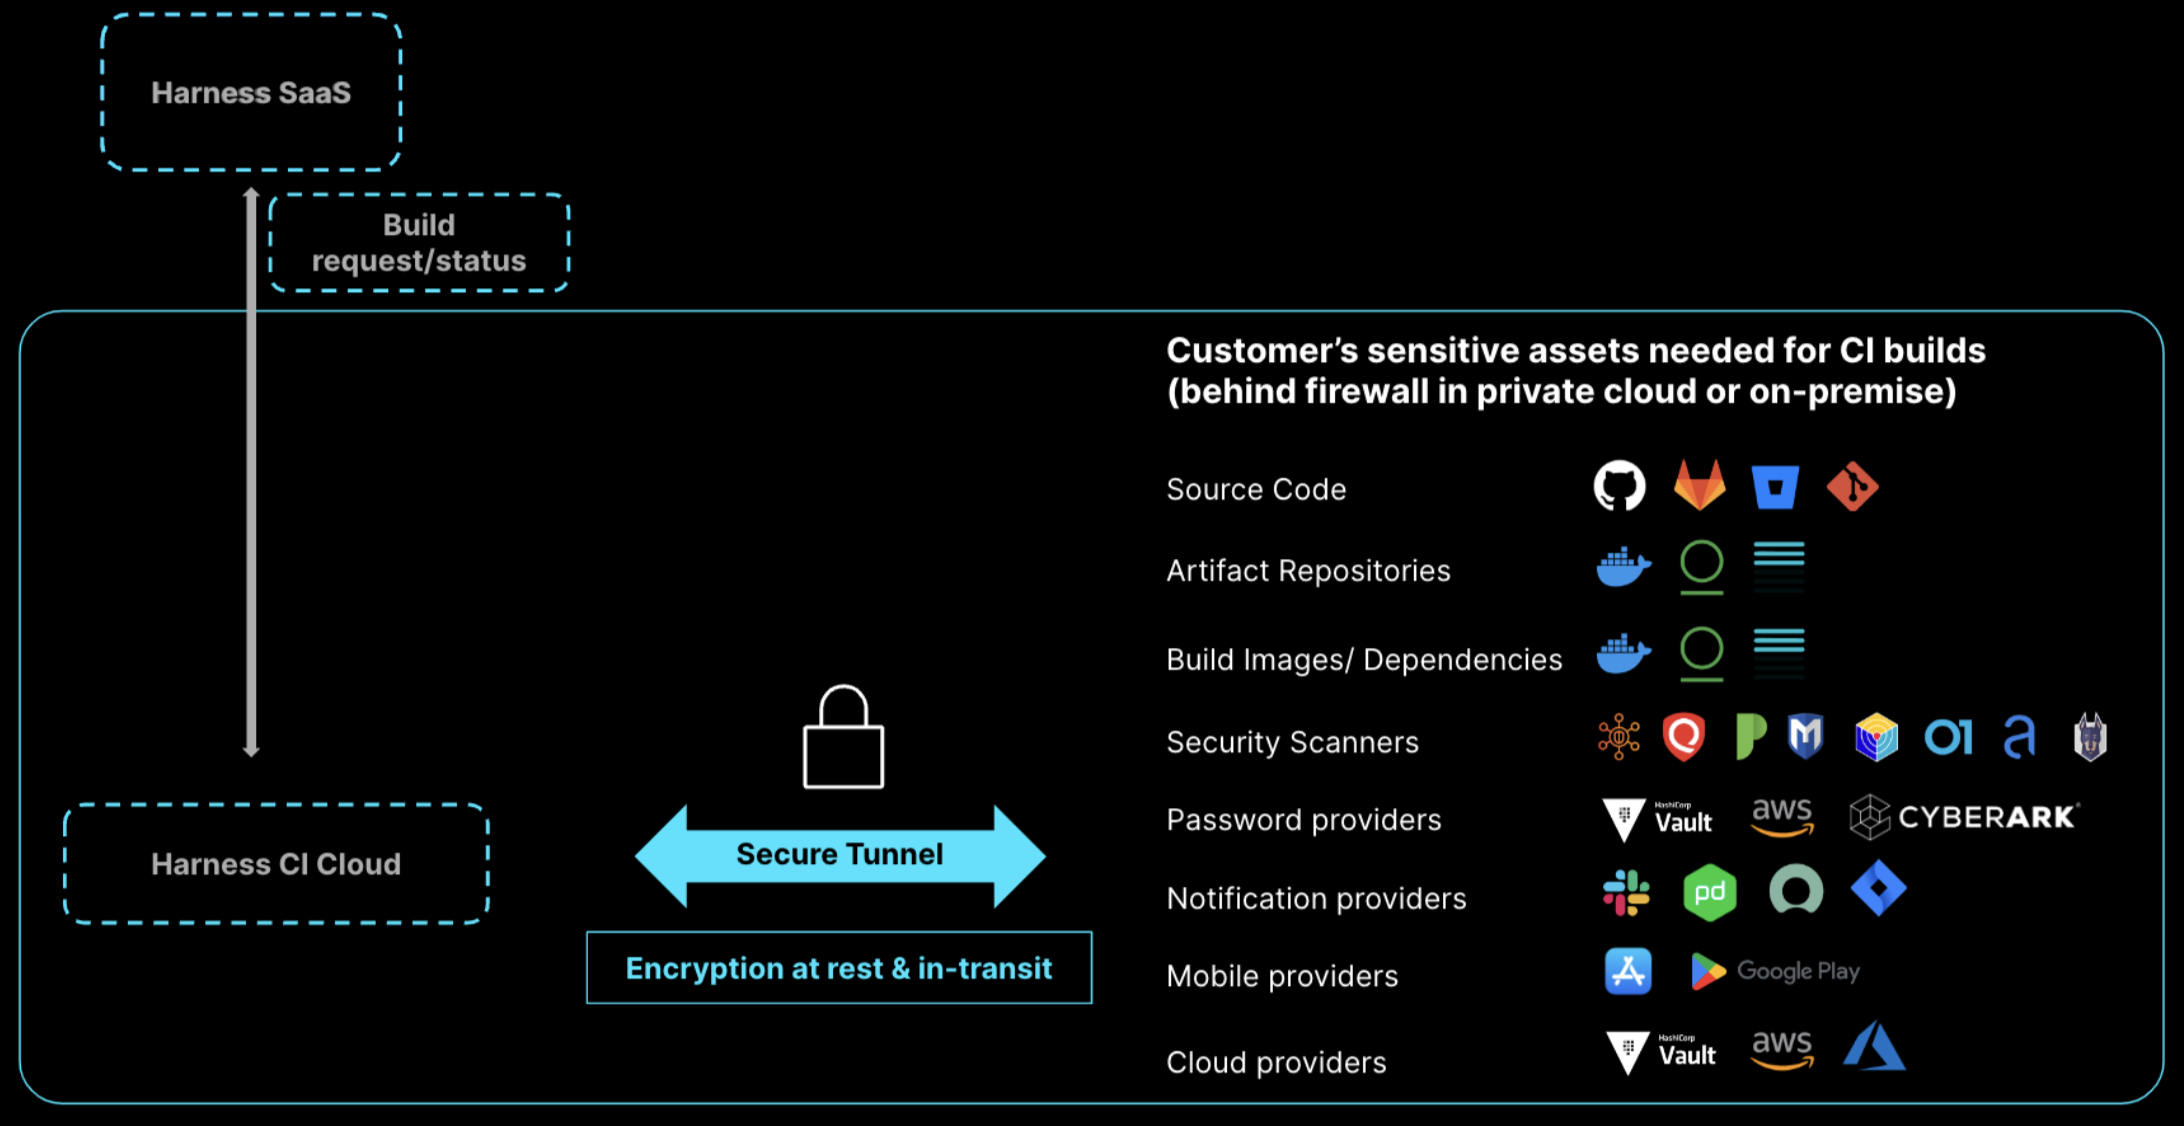 Harness SaaS
Build
request/status
Customer’s sensitive assets needed for CI builds
(behind firewall in private cloud or on-premise)
Source Code
Artifact Repositories
Build Images/ Dependencies
Security Scanners
Password providers
HashiCorp
Vault
aws
CYBERARK
Harness CI Cloud
Secure Tunnel
Encryption at rest & in-transit
Notification providers
pd
Mobile providers
Google Play
Cloud providers
HashiCorp
Vault
aws